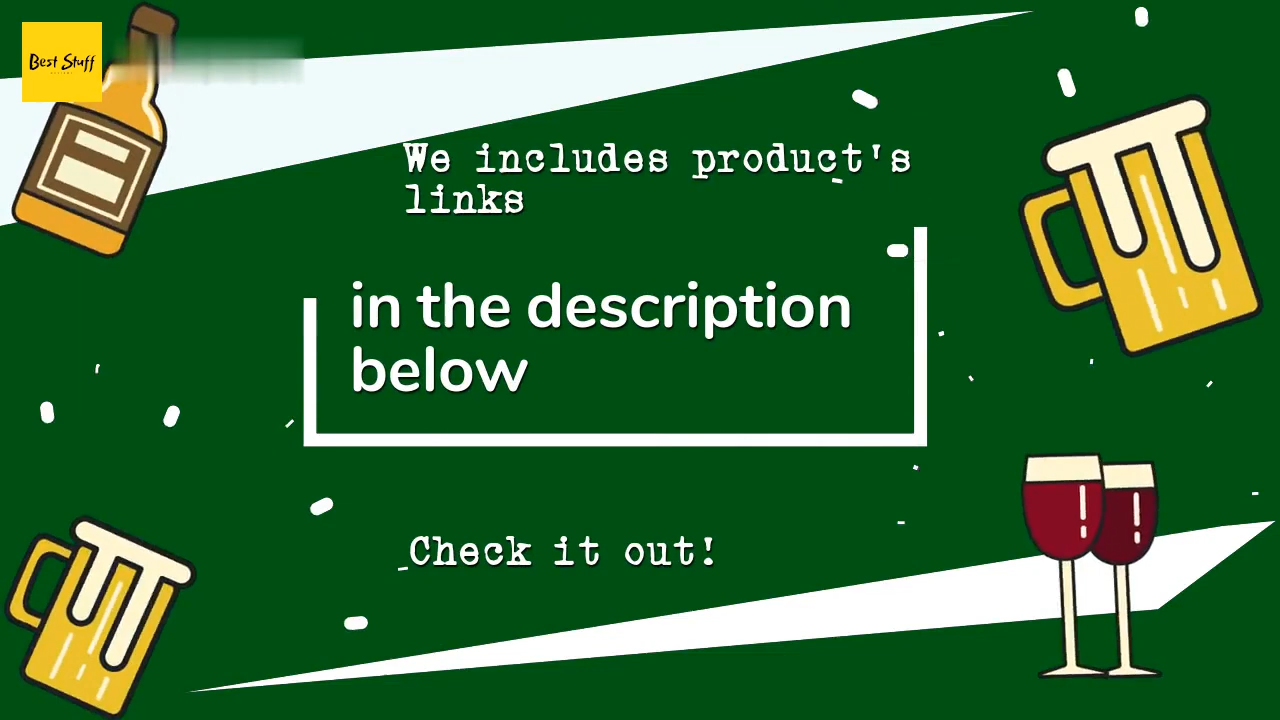 Best Stuff
We includes product's
links
in the description
below
Check it out!